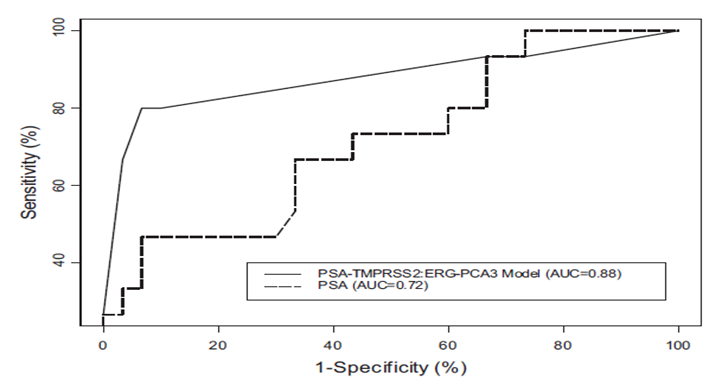 100
80
60
40
Sensitivity (%)
PSA-TMPRSS2:ERG-PCA3 Model (AUC=0.88)
PSA (AUC=0.72)
0 20 40 60 80 100
1-Specificity (%)